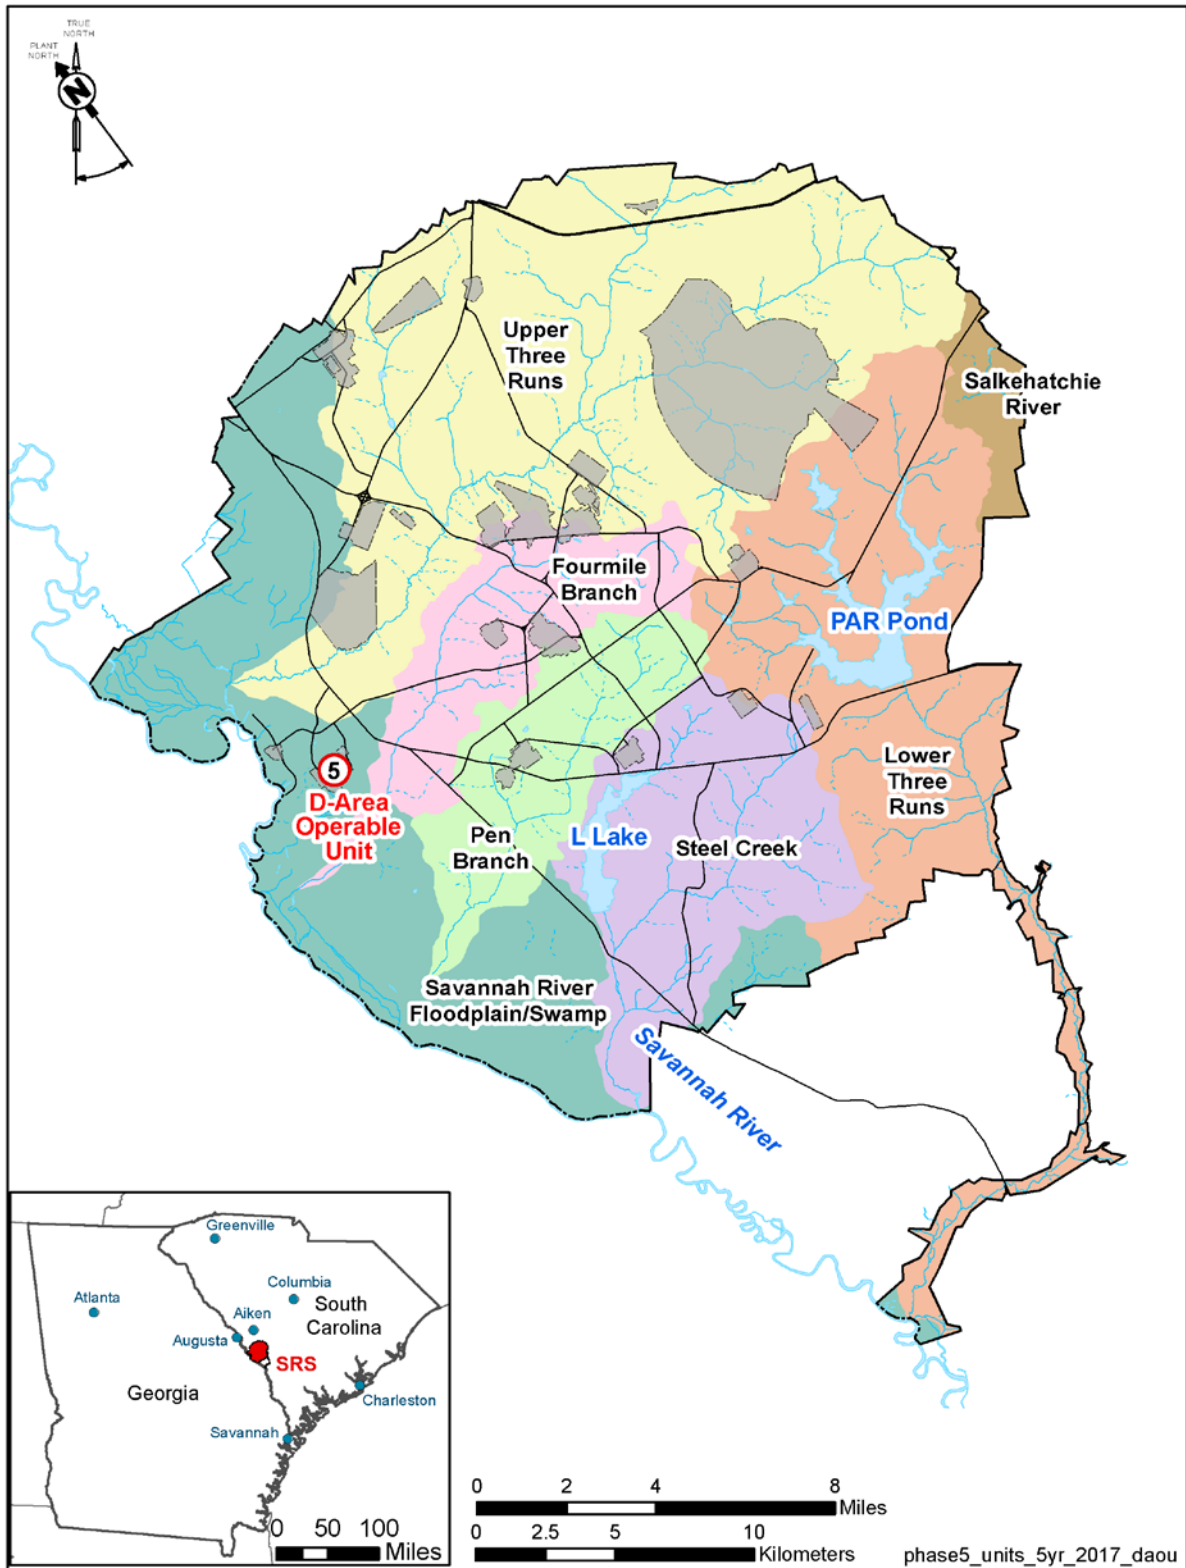 TRUE
NORTH
PLANT
NORTH
N
Upper
Three
Runs
Salkehatchie
River
Fourmile
Branch
PAR Pond
5
D-Area
Operable
Unit
Lower
Three
Runs
Pen
Branch
L Lake
Steel Creek
Savannah River
Floodplain/Swamp
Savannah River
Greenville
Columbia
Atlanta
Aiken
South
Carolina
Augusta
SRS
Georgia
Charleston
Savannah
0 50 100
Miles
0 2 4 8
Miles
0 2.5 5 10
Kilometers
phase5_units_5yr_2017_daou